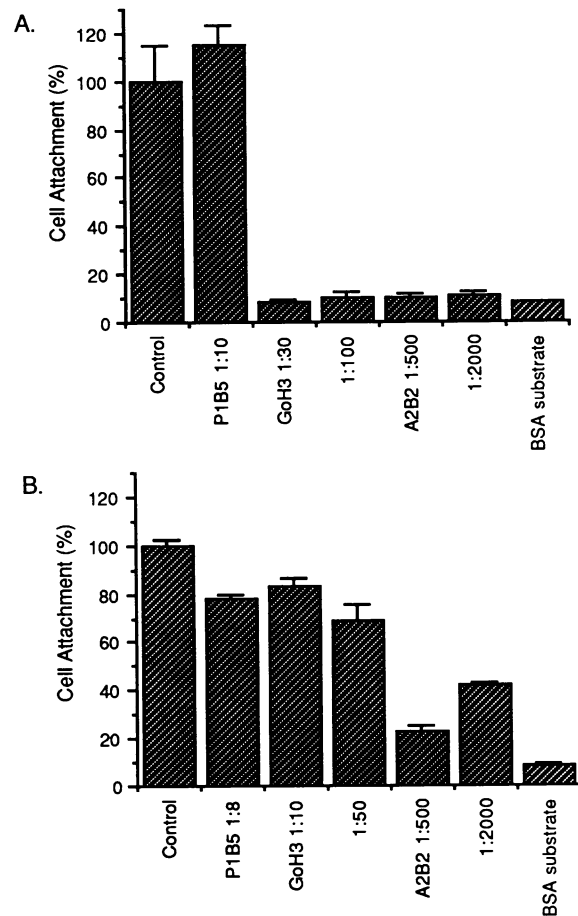 A.
Cell Attachment (%)
120
100
80
60
40
20
0
Control
P1B5 1:10
GoH3 1:30
1:100
A2B2 1:500
1:2000
BSA substrate
B.
Cell Attachment (%)
120
100
80
60
40
20
0
Control
P1B5 1:8
GoH3 1:10
1:50
A2B2 1:500
1:2000
BSA substrate